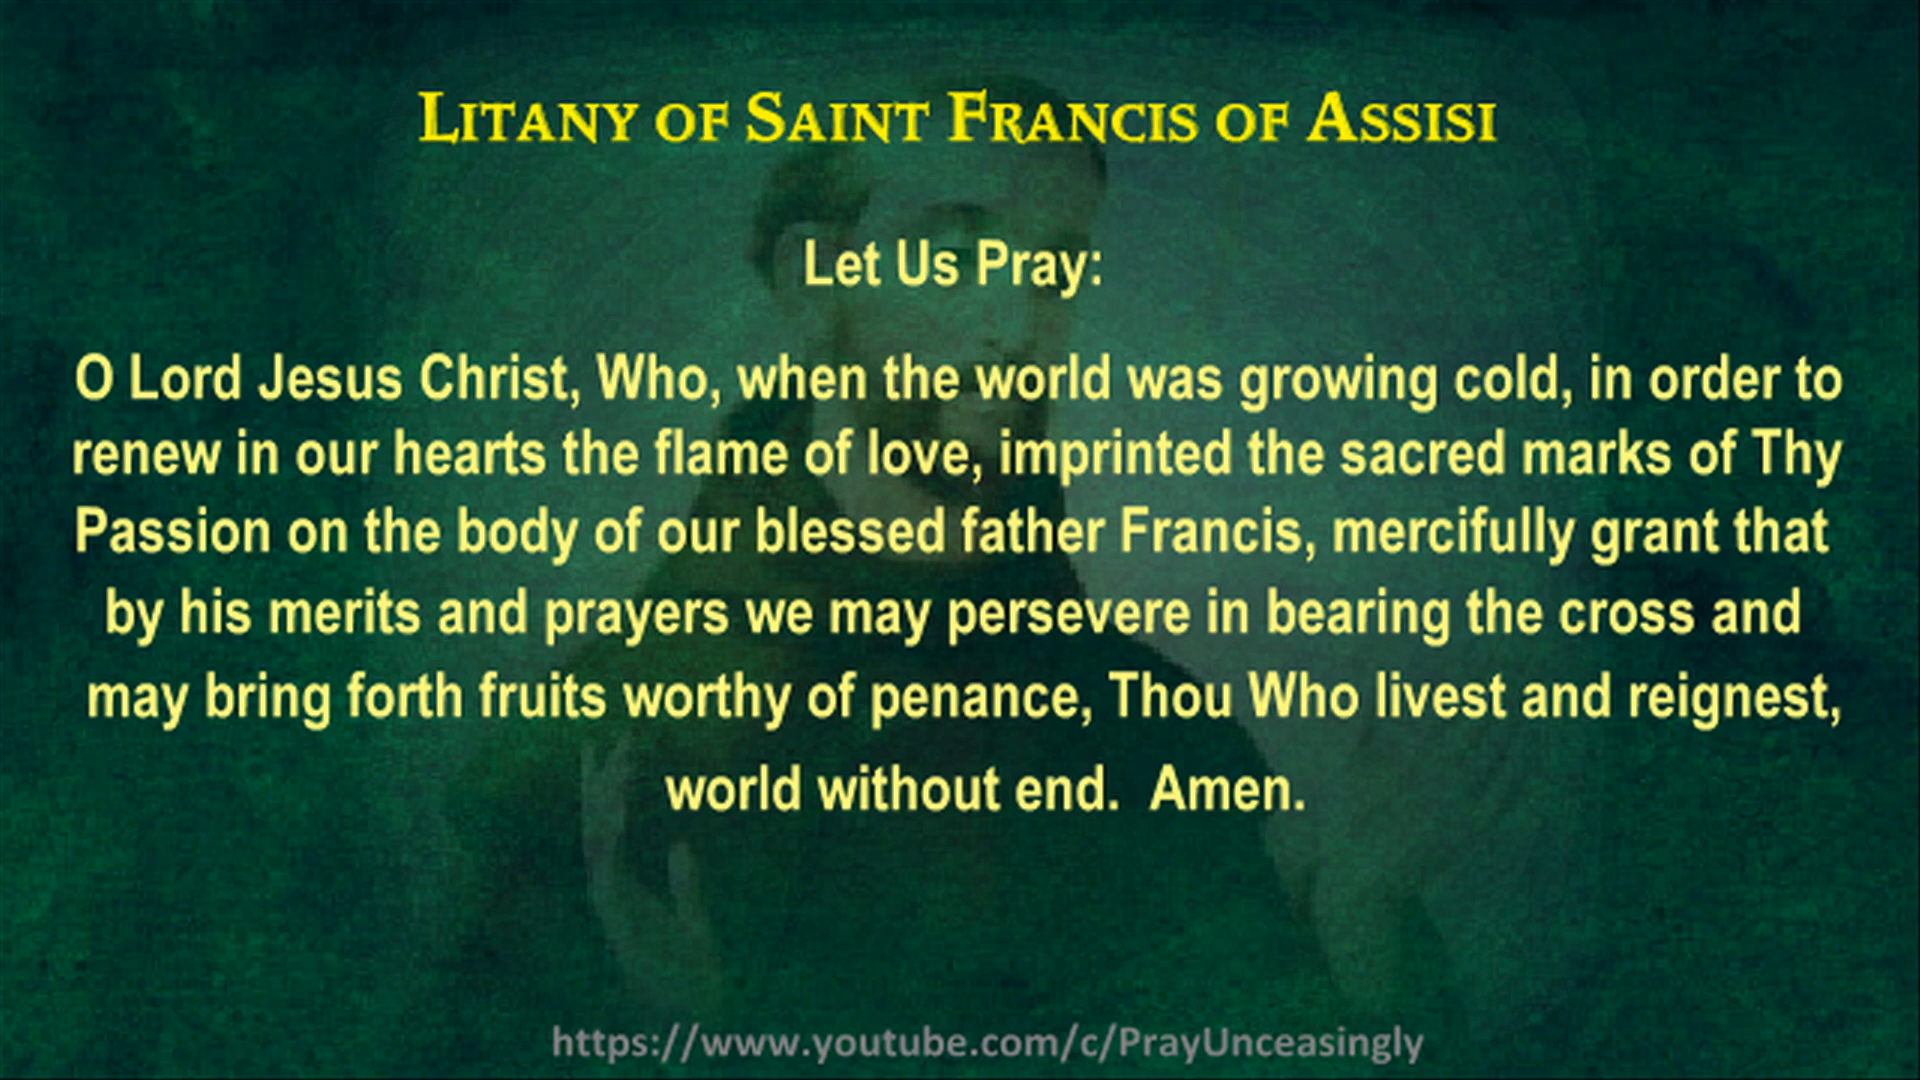 Litany of Saint Francis of Assisi
Let Us Pray:
O Lord Jesus Christ, Who, when the world was growing cold, in order to
renew in our hearts the flame of love, imprinted the sacred marks of Thy
Passion on the body of our blessed father Francis, mercifully grant that
by his merits and prayers we may persevere in bearing the cross and
may bring forth fruits worthy of penance, Thou Who livest and reignest,
world without end.  Amen.
https://www.youtube.com/c/PrayUnceasingly